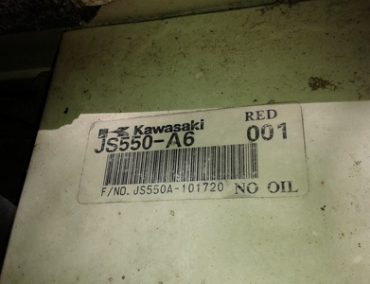 Kawasaki RED
JS550-A6 001
F/NO. JS550A-101720 NO OIL